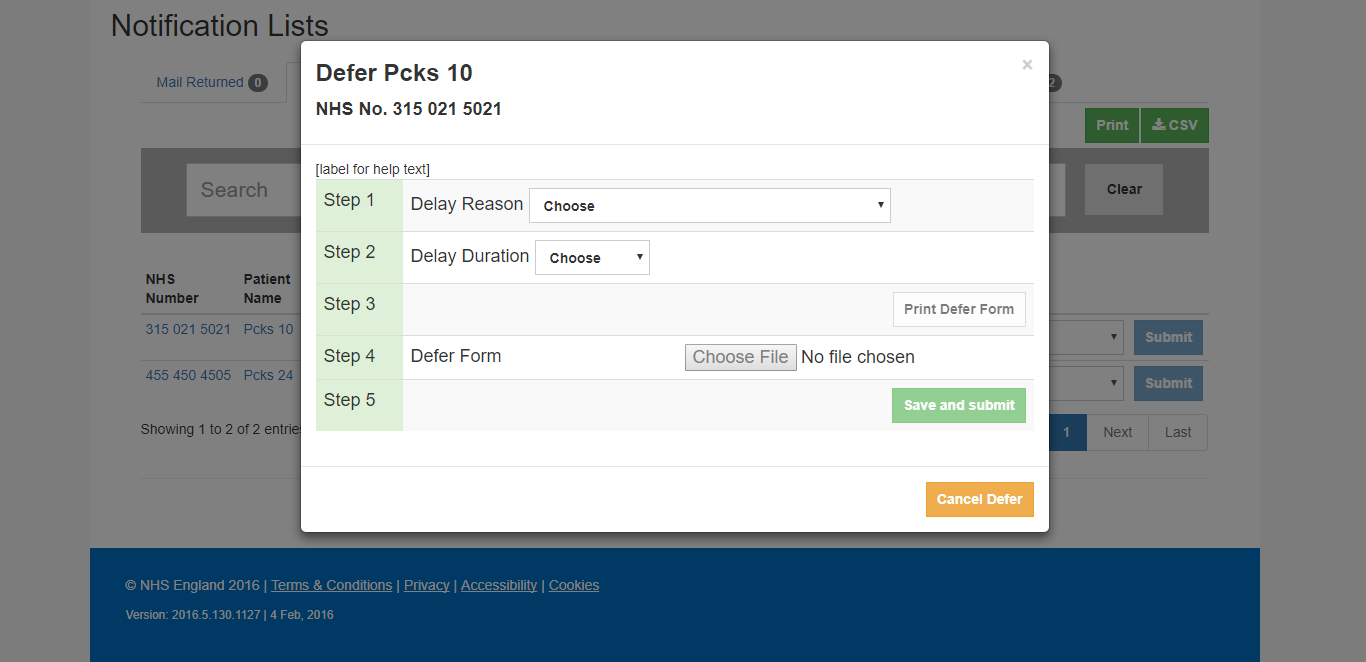 Notification Lists
Mail Returned 0
2
Print CSV
Search
Clear
NHS Number
Patient Name
315 021 5021 Pcks 10
Submit
455 450 4505 Pcks 24
Submit
Showing 1 to 2 of 2 entries
1 Next Last
Defer Pcks 10
×
NHS No. 315 021 5021
[label for help text]
Step 1 Delay Reason Choose
Step 2 Delay Duration Choose
Step 3 Print Defer Form
Step 4 Defer Form Choose File No file chosen
Step 5 Save and submit
Cancel Defer
© NHS England 2016 | Terms & Conditions | Privacy | Accessibility | Cookies
Version: 2016.5.130.1127 | 4 Feb, 2016